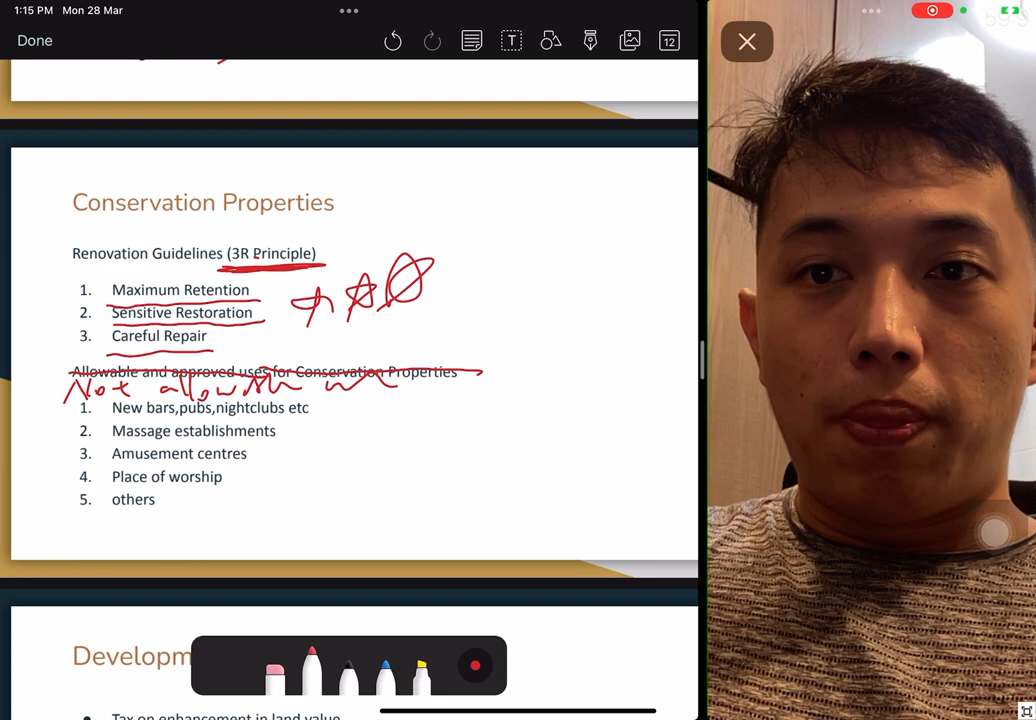 1:15 PM Mon 28 Mar
Done
T
12
Conservation Properties
Renovation Guidelines (3R Principle)
1. Maximum Retention
2. Sensitive Restoration
3. Careful Repair
Allowable and approved uses for Conservation Properties
Not
1. New bars,pubs,nightclubs etc
2. Massage establishments
3. Amusement centres
4. Place of worship
5. others
Developm
Tax on enhancement in land value